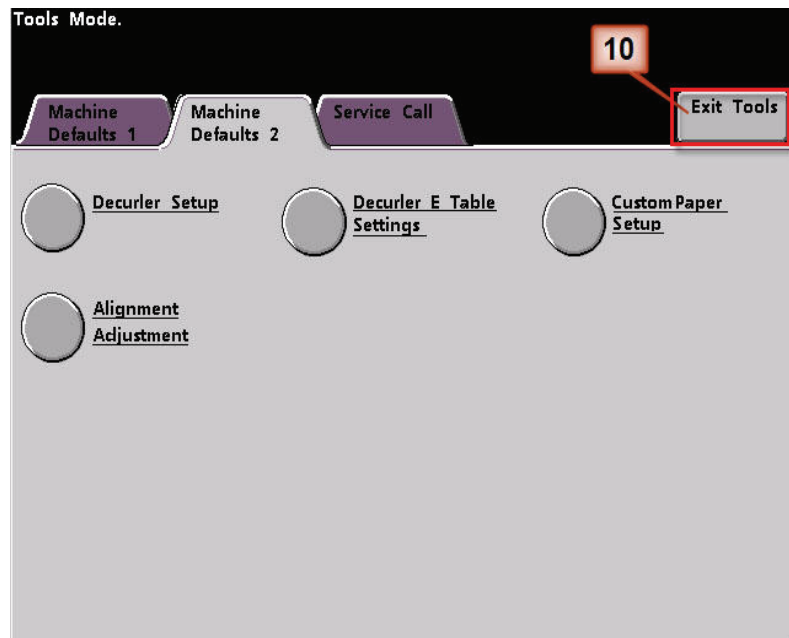 Tools Mode.
10
Exit Tools
Machine
Defaults 1
Machine
Defaults 2
Service Call
Decurler Setup
Decurler E Table
Settings
Custom Paper
Setup
Alignment
Adjustment